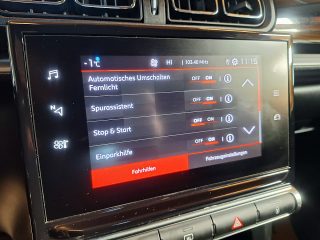 -1°C HI 103.40 MHz 11:15
Automatisches Umschalten
Fernlicht
OFF ON
Spurassistent
OFF ON
Stop & Start
OFF ON
Einparkhilfe
OFF ON
Fahrhilfen
Fahrzeugeinstellungen